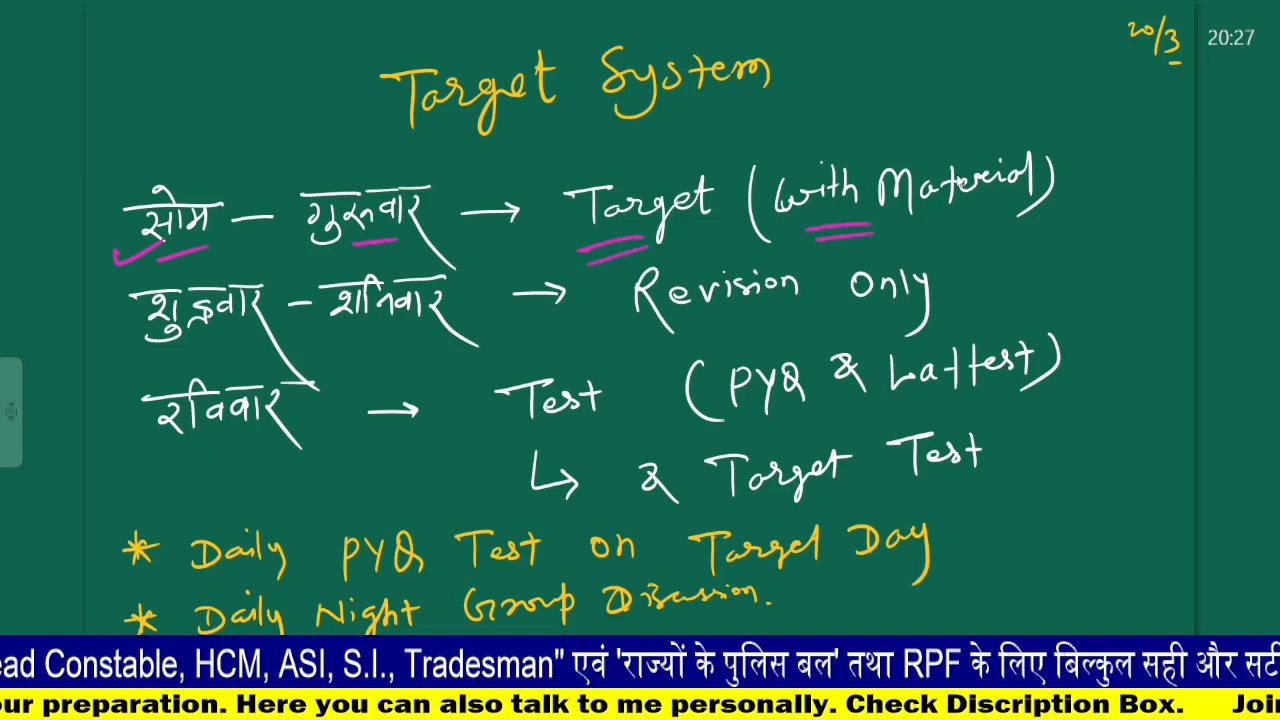 20/3 20:27
Target System
सोम - गुरूवार → Target (with Material)
शुक्रवार - शनिवार → Revision Only
रविवार → Test (PYQ & Lattest)
↳ & Target Test
* Daily PYQ Test on Target Day
* Daily Night Group Discussion.
ead Constable, HCM, ASI, S.I., Tradesman" एवं 'राज्यों के पुलिस बल' तथा RPF के लिए बिल्कुल सही और सटी
our preparation. Here you can also talk to me personally. Check Discription Box. Joi